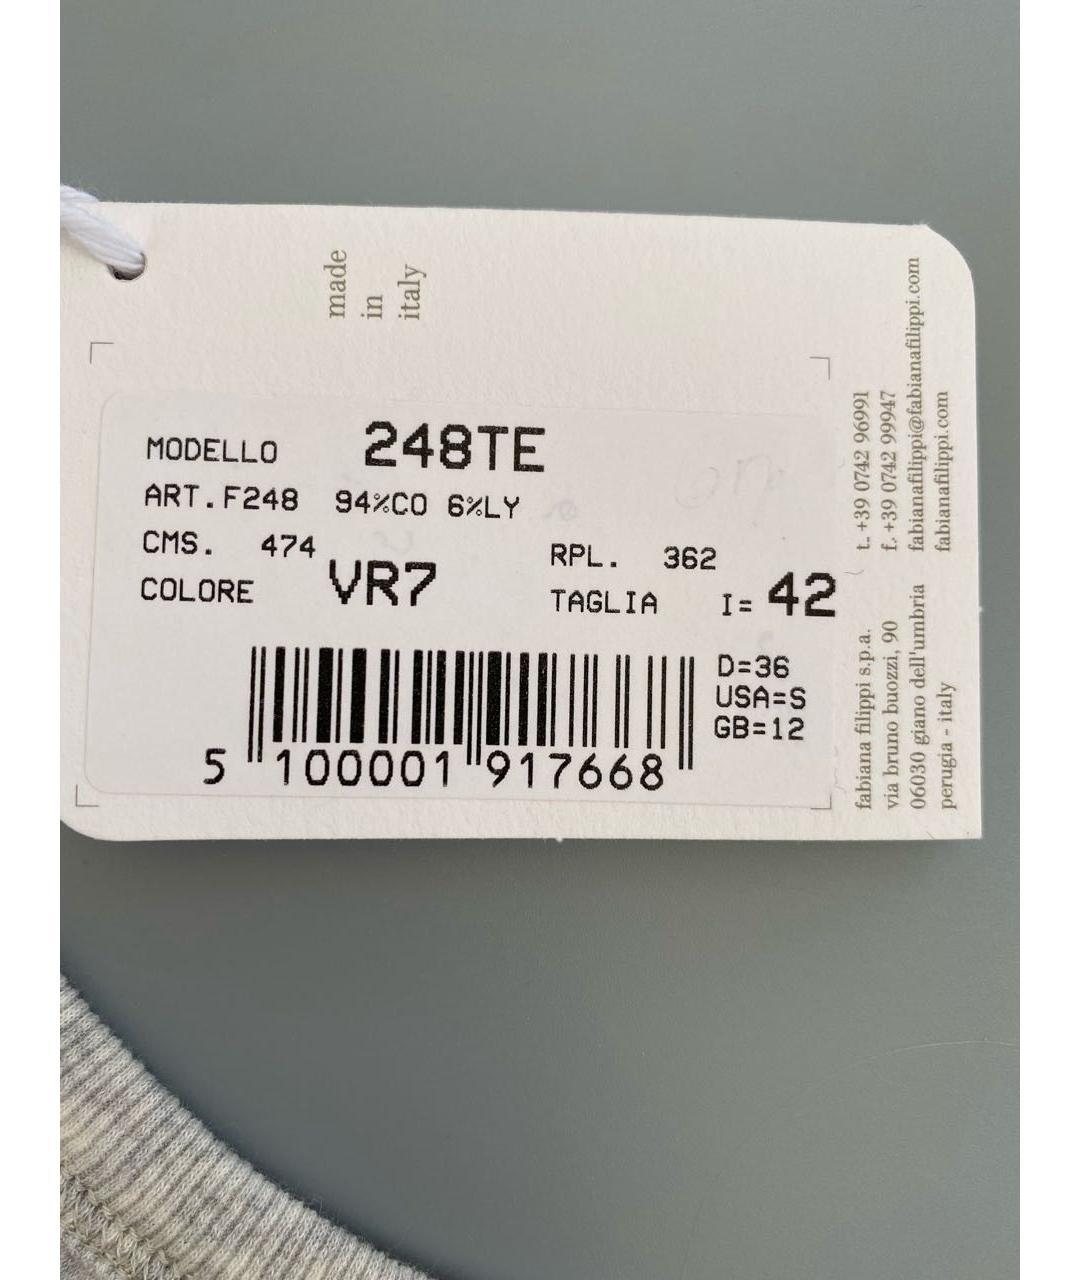 made
in
italy
MODELLO 248TE
ART.F248 94%CO 6%LY
CMS. 474 RPL. 362
COLORE VR7 TAGLIA I= 42
D=36
USA=S
GB=12
5 100001 917668
t. +39 0742 96991
f. +39 0742 99947
fabianafilippi@fabianafilippi.com
fabianafilippi.com
fabiana filippi s.p.a.
via bruno buozzi, 90
06030 giano dell'umbria
perugia - italy